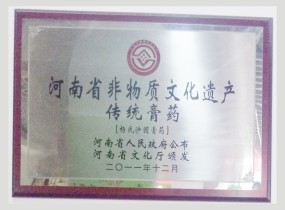 河南省非物质文化遗产
传统膏药
河南省人民政府公布
河南省文化厅颁发
二〇一一年十二月